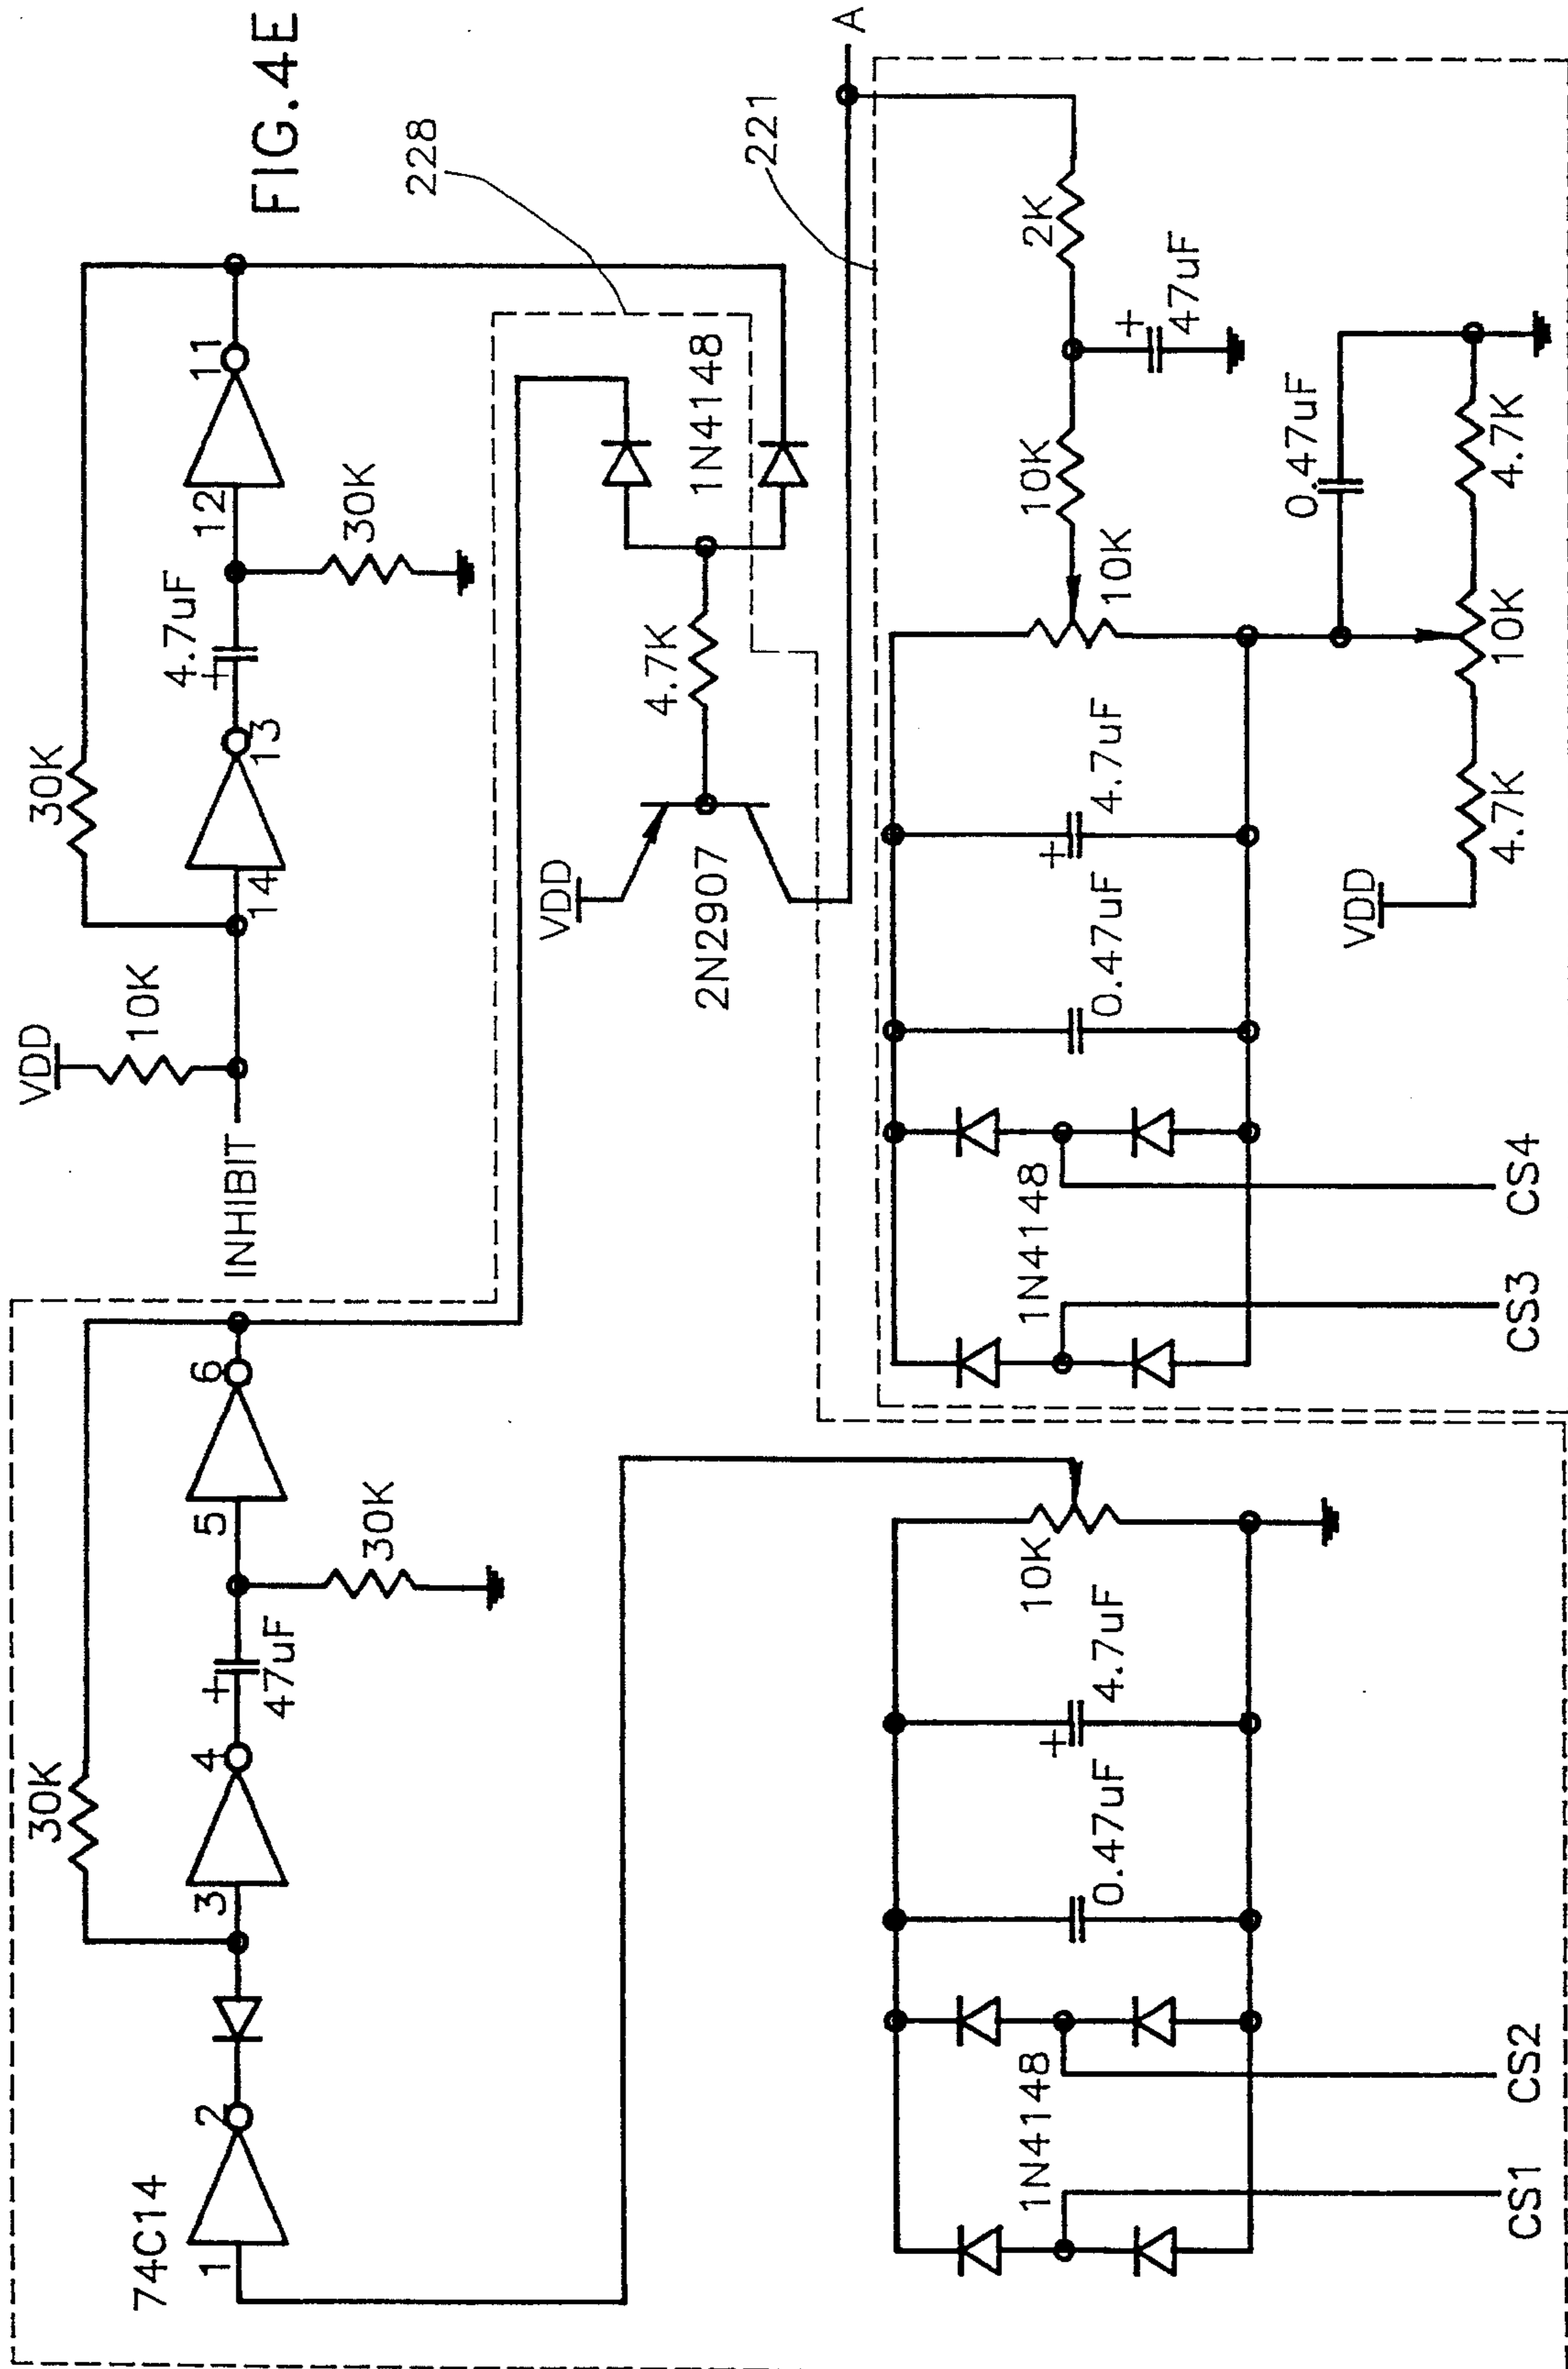 FIG.4E
74C14
1
2
3
4
5
6
30K
47uF
30K
VDD
10K
INHIBIT
14
13
12
11
30K
4.7uF
30K
228
VDD
2N2907
4.7K
1N4148
A
221
CS1
CS2
1N4148
0.47uF
+
4.7uF
10K
CS3
CS4
1N4148
0.47uF
+
4.7uF
10K
10K
2K
+
47uF
0.47uF
VDD
4.7K
10K
4.7K
+
+